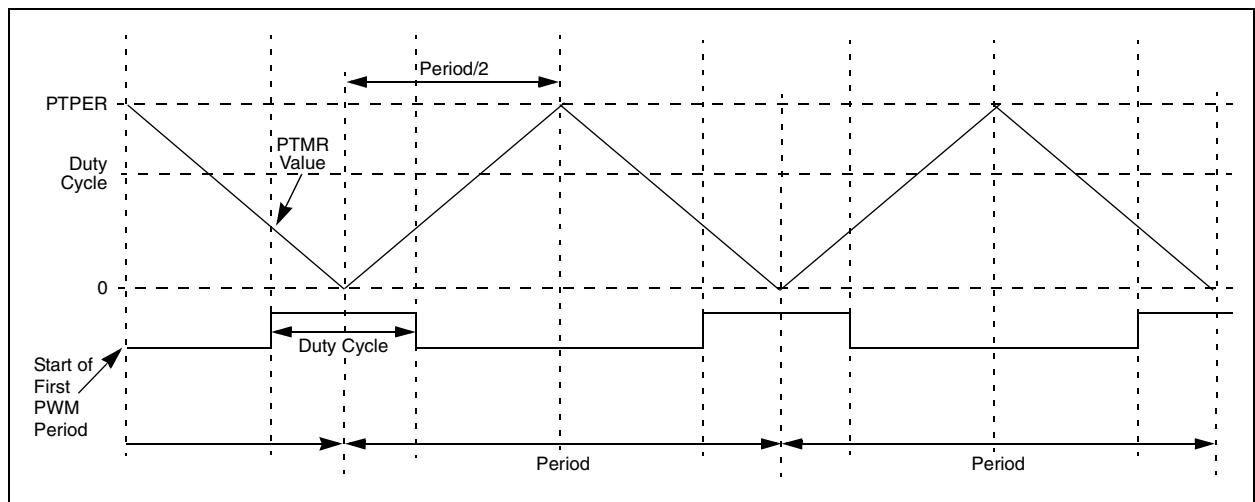 Period/2
PTPER
PTMR
Value
Duty
Cycle
0
Duty Cycle
Start of
First
PWM
Period
Period
Period